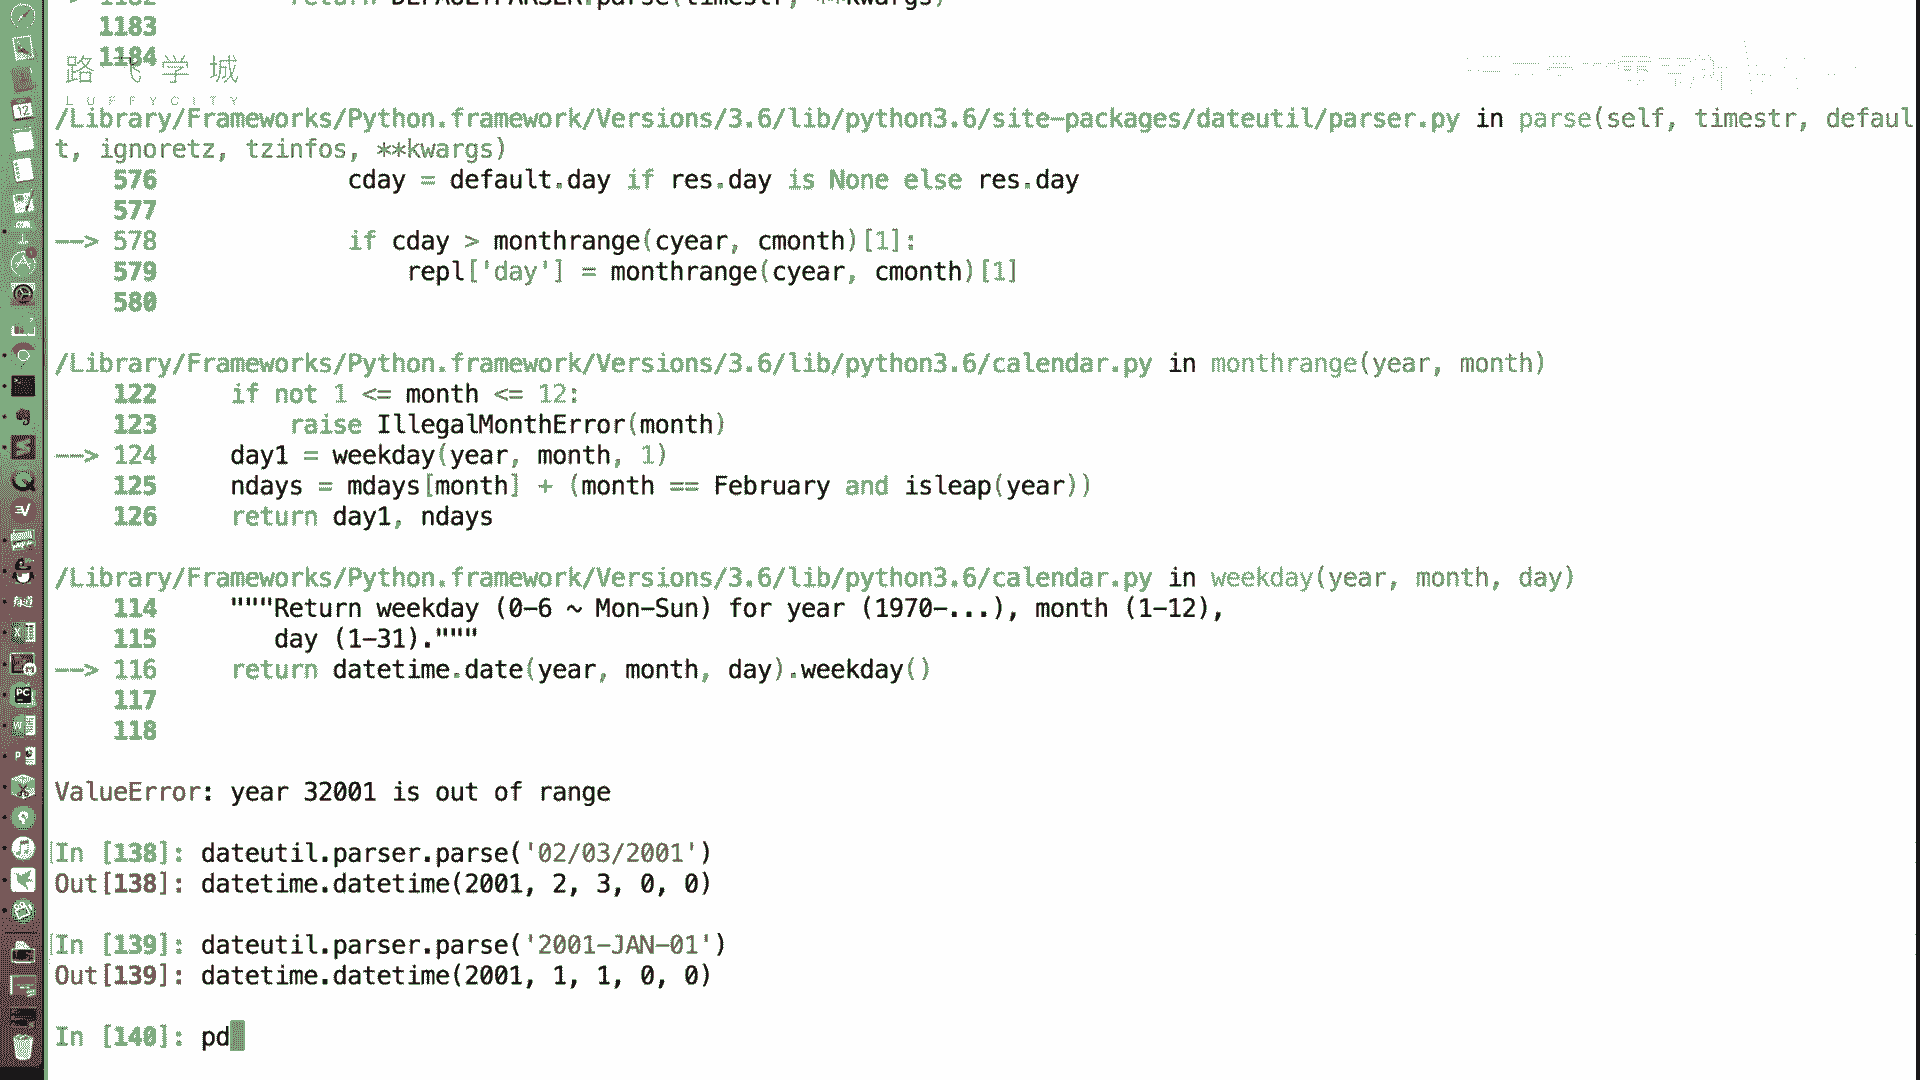 1182 return DEFAULTPARSER.parse(timestr, **kwargs)
1183
1184
路飞学城
LUFFYCITY
/Library/Frameworks/Python.framework/Versions/3.6/lib/python3.6/site-packages/dateutil/parser.py in parse(self, timestr, defaul
t, ignoretz, tzinfos, **kwargs)
576 cday = default.day if res.day is None else res.day
577
--> 578 if cday > monthrange(cyear, cmonth)[1]:
579 repl['day'] = monthrange(cyear, cmonth)[1]
580
/Library/Frameworks/Python.framework/Versions/3.6/lib/python3.6/calendar.py in monthrange(year, month)
122 if not 1 <= month <= 12:
123 raise IllegalMonthError(month)
--> 124 day1 = weekday(year, month, 1)
125 ndays = mdays[month] + (month == February and isleap(year))
126 return day1, ndays
/Library/Frameworks/Python.framework/Versions/3.6/lib/python3.6/calendar.py in weekday(year, month, day)
114 """Return weekday (0-6 ~ Mon-Sun) for year (1970-...), month (1-12),
115 day (1-31)."""
--> 116 return datetime.date(year, month, day).weekday()
117
118
ValueError: year 32001 is out of range
In [138]: dateutil.parser.parse('02/03/2001')
Out[138]: datetime.datetime(2001, 2, 3, 0, 0)
In [139]: dateutil.parser.parse('2001-JAN-01')
Out[139]: datetime.datetime(2001, 1, 1, 0, 0)
In [140]: pd